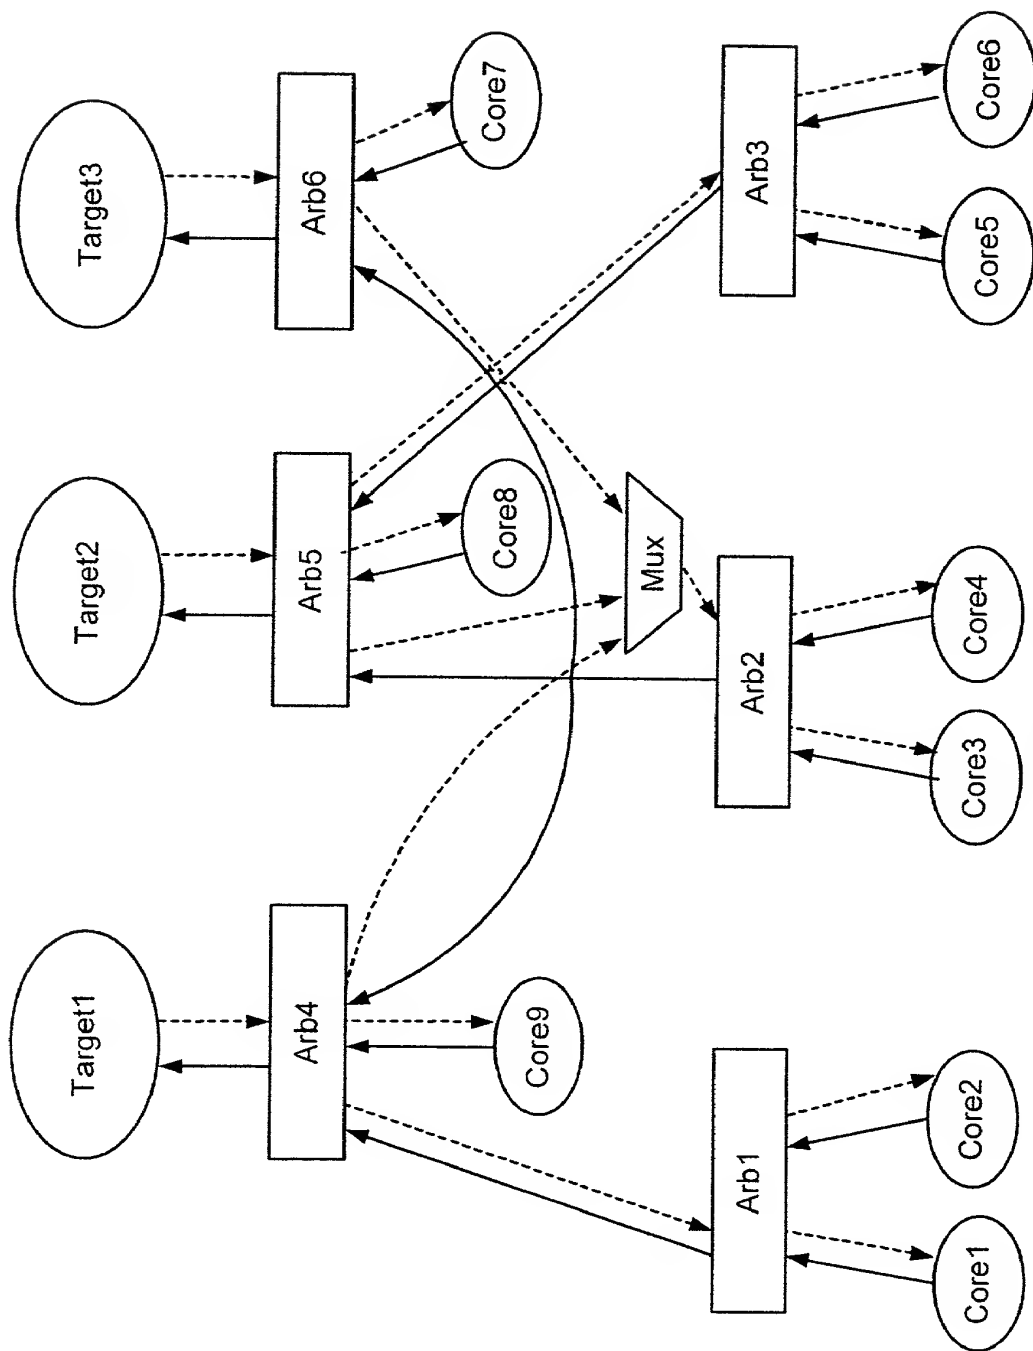 Target1
Target2
Target3
Arb4
Arb5
Arb6
Core9
Core8
Core7
Mux
Arb1
Arb2
Arb3
Core1
Core2
Core3
Core4
Core5
Core6